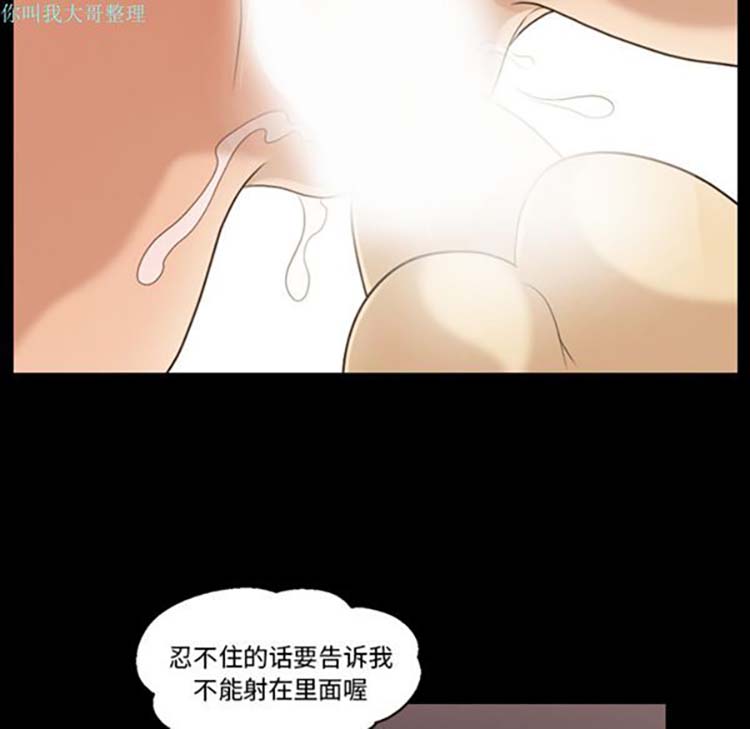 你叫我大哥整理
忍不住的话要告诉我
不能射在里面喔